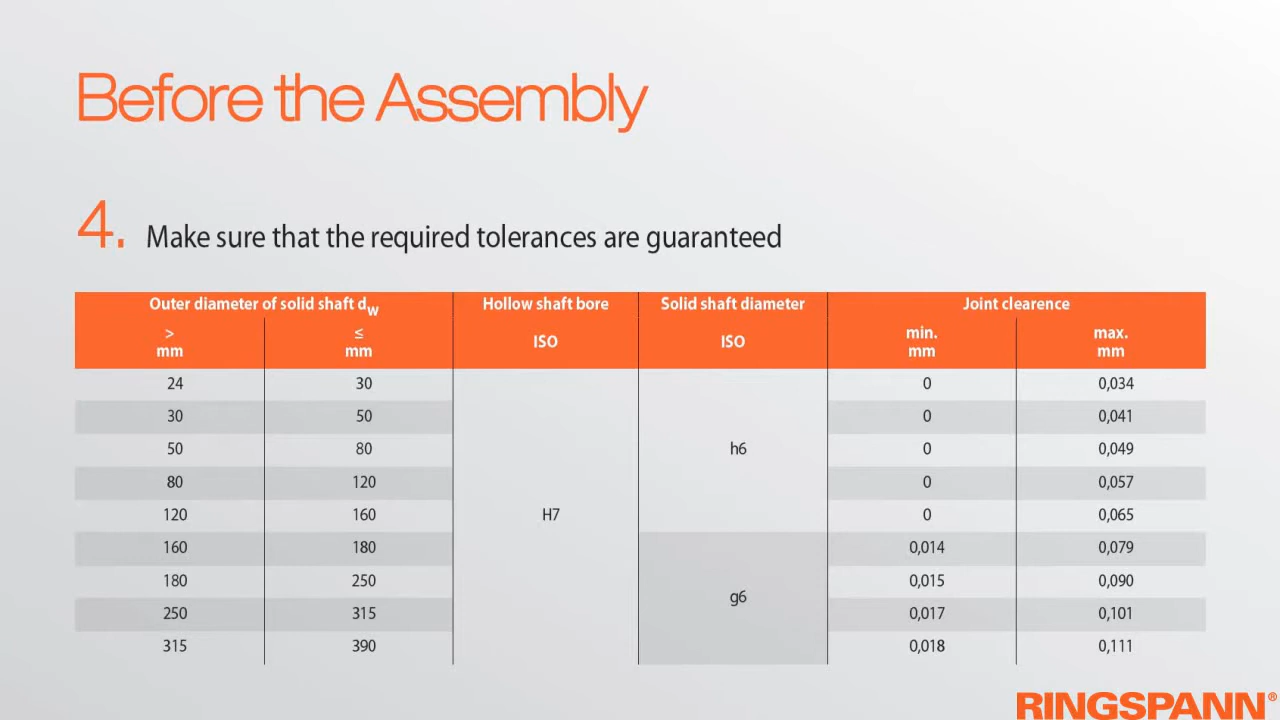 Before the Assembly
4. Make sure that the required tolerances are guaranteed
Outer diameter of solid shaft dW Hollow shaft bore Solid shaft diameter Joint clearence
> mm ≤ mm ISO ISO min. mm max. mm
24 30 0 0,034
30 50 0 0,041
50 80 h6 0 0,049
80 120 0 0,057
120 160 H7 0 0,065
160 180 0,014 0,079
180 250 0,015 0,090
g6
250 315 0,017 0,101
315 390 0,018 0,111
RINGSPANN®